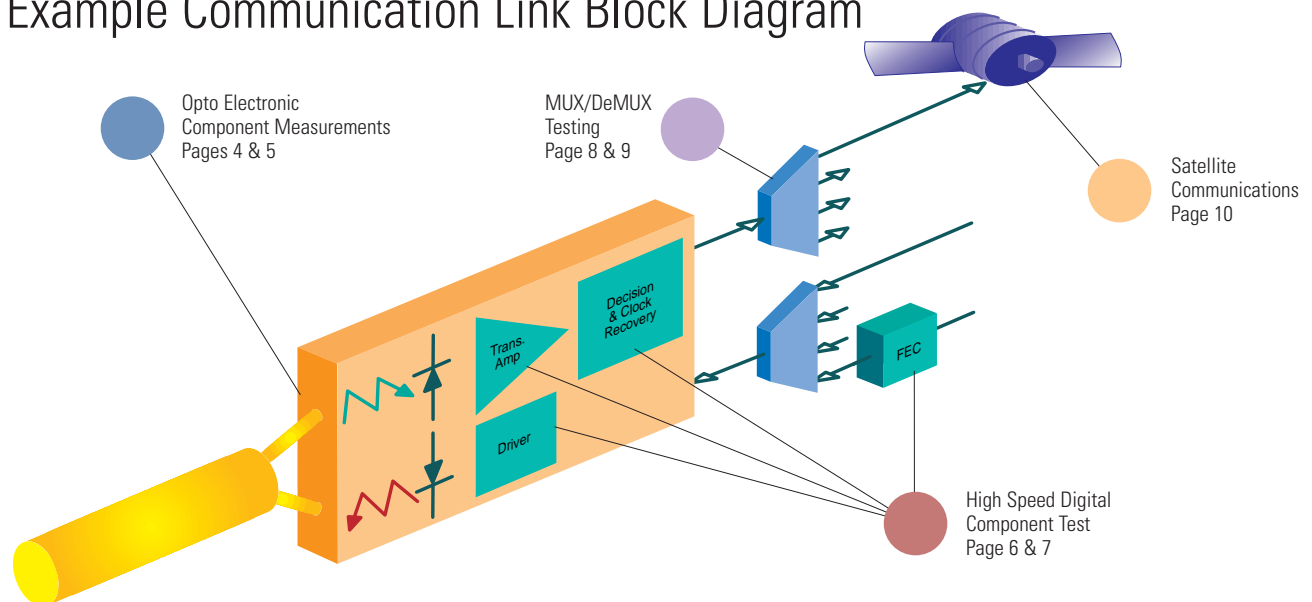 Example Communication Link Block Diagram
Opto Electronic
Component Measurements
Pages 4 & 5
MUX/DeMUX
Testing
Page 8 & 9
Satellite
Communications
Page 10
Decision
& Clock
Recovery
Trans.
Amp
FEC
Driver
High Speed Digital
Component Test
Page 6 & 7